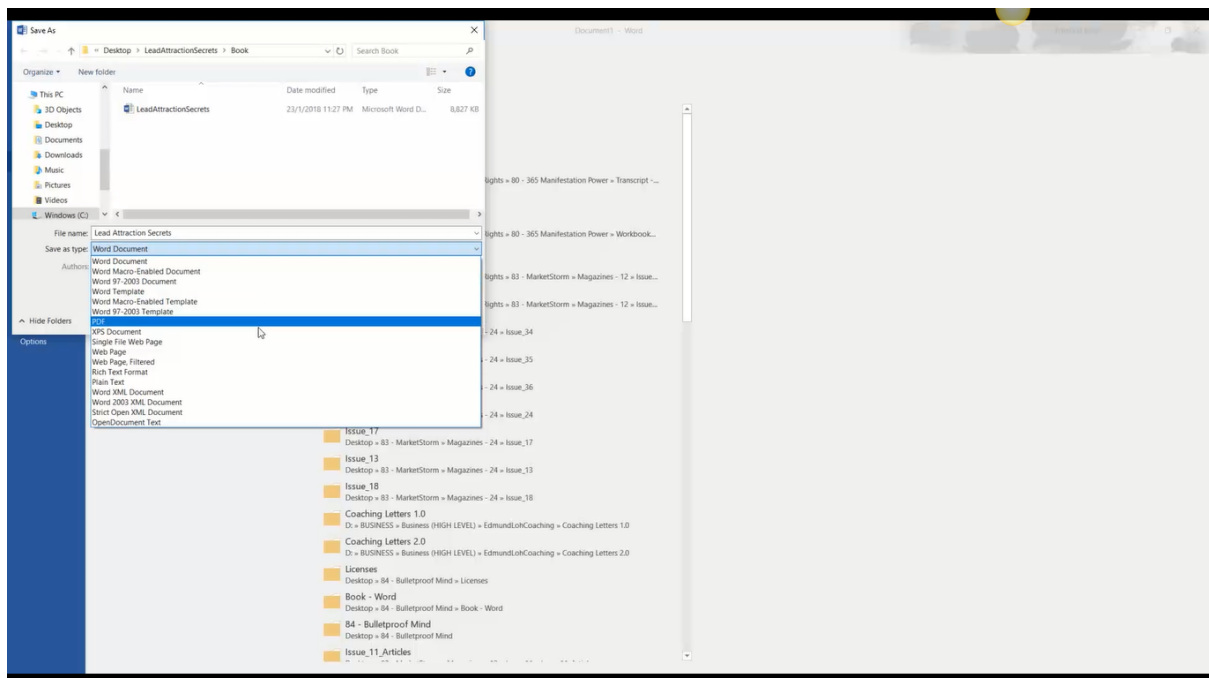 Save As
Document1 - Word
« Desktop > LeadAttractionSecrets > Book
Search Book
Organize
New folder
Name
Date modified
Type
Size
This PC
3D Objects
Desktop
Documents
Downloads
Music
Pictures
Videos
Windows (C:)
LeadAttractionSecrets
23/1/2018 11:27 PM
Microsoft Word D...
8,827 KB
File name:
Lead Attraction Secrets
Save as type:
Word Document
Authors:
Word Document
Word Macro-Enabled Document
Word 97-2003 Document
Word Template
Word Macro-Enabled Template
Word 97-2003 Template
PDF
XPS Document
Single File Web Page
Web Page
Web Page, Filtered
Rich Text Format
Plain Text
Word XML Document
Word 2003 XML Document
Strict Open XML Document
OpenDocument Text
Hide Folders
Options
Rights » 80 - 365 Manifestation Power » Transcript -...
Rights » 80 - 365 Manifestation Power » Workbook...
Rights » 83 - MarketStorm » Magazines - 12 » Issue...
Rights » 83 - MarketStorm » Magazines - 12 » Issue...
- 24 » Issue_34
- 24 » Issue_35
- 24 » Issue_36
- 24 » Issue_24
Issue_17
Desktop » 83 - MarketStorm » Magazines - 24 » Issue_17
Issue_13
Desktop » 83 - MarketStorm » Magazines - 24 » Issue_13
Issue_18
Desktop » 83 - MarketStorm » Magazines - 24 » Issue_18
Coaching Letters 1.0
D: » BUSINESS » Business (HIGH LEVEL) » EdmundLohCoaching » Coaching Letters 1.0
Coaching Letters 2.0
D: » BUSINESS » Business (HIGH LEVEL) » EdmundLohCoaching » Coaching Letters 2.0
Licenses
Desktop » 84 - Bulletproof Mind » Licenses
Book - Word
Desktop » 84 - Bulletproof Mind » Book - Word
84 - Bulletproof Mind
Desktop » 84 - Bulletproof Mind
Issue_11_Articles